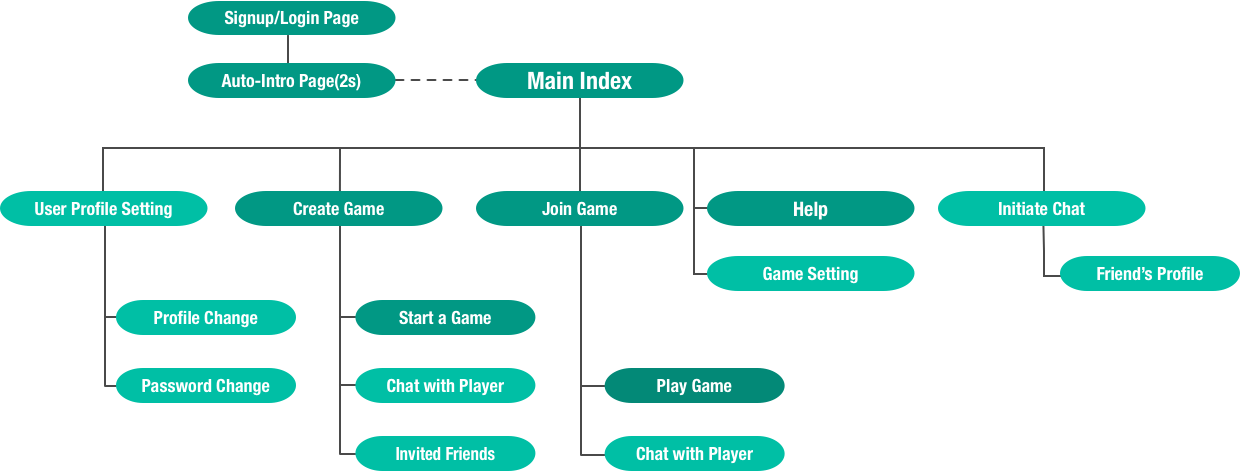 Signup/Login Page
Auto-Intro Page(2s)
Main Index
User Profile Setting
Create Game
Join Game
Help
Initiate Chat
Game Setting
Friend's Profile
Profile Change
Start a Game
Password Change
Chat with Player
Play Game
Invited Friends
Chat with Player